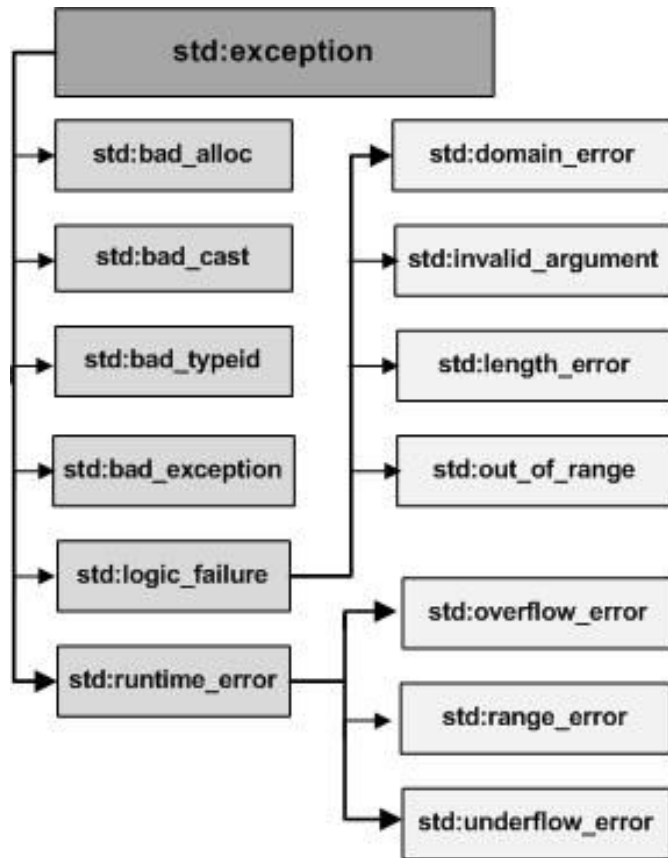 std:exception
std:bad_alloc
std:bad_cast
std:bad_typeid
std:bad_exception
std:logic_failure
std:runtime_error
std:domain_error
std:invalid_argument
std:length_error
std:out_of_range
std:overflow_error
std:range_error
std:underflow_error